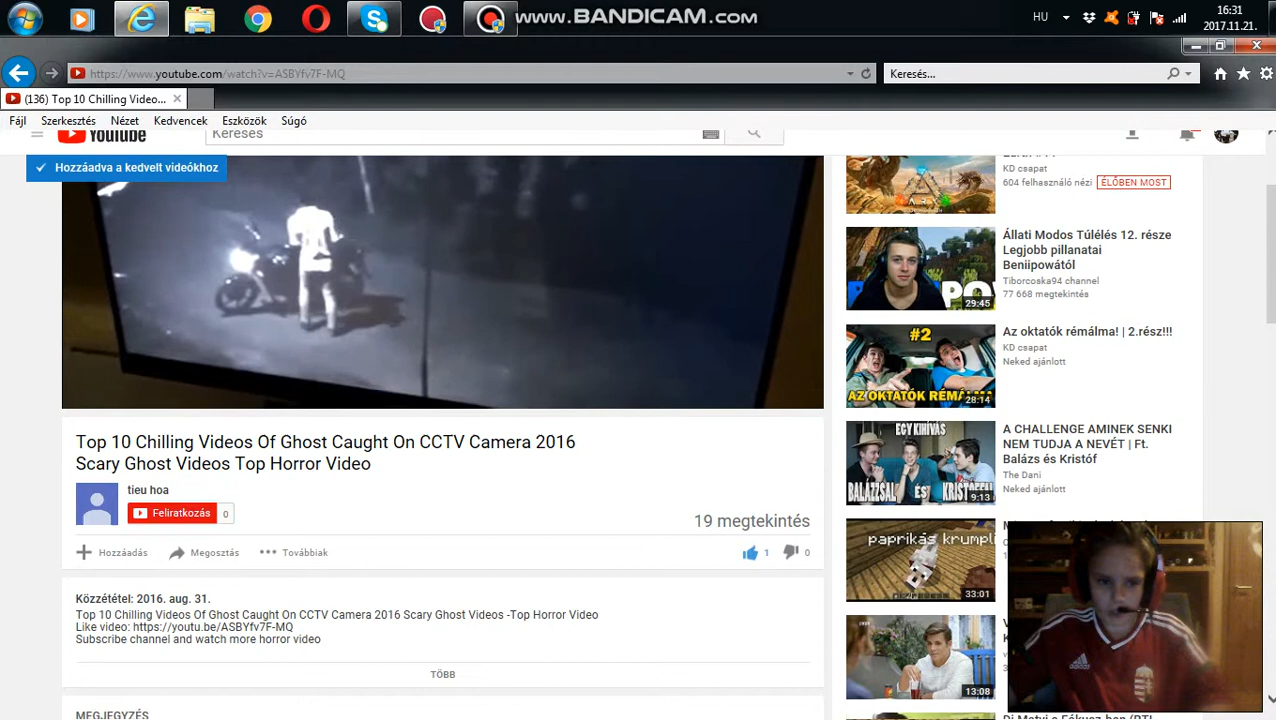 www.BANDICAM.com
HU
16:31
2017.11.21.
https://www.youtube.com/watch?v=ASBYfv7F-MQ
Keresés...
(136) Top 10 Chilling Video...
Fájl Szerkesztés Nézet Kedvencek Eszközök Súgó
YouTube
Keresés
Hozzáadva a kedvelt videókhoz
KD csapat
604 felhasználó nézi ÉLŐBEN MOST
Állati Modos Túlélés 12. része
Legjobb pillanatai
Beniipowától
Tiborcoska94 channel
77 668 megtekintés
29:45
#2
AZ OKTATÓK RÉMÁLMA!
28:14
Az oktatók rémálma! | 2.rész!!!
KD csapat
Neked ajánlott
EGY KIHÍVÁS
BALÁZZSAL ÉS KRISTÓFFAL
9:13
A CHALLENGE AMINEK SENKI
NEM TUDJA A NEVÉT | Ft.
Balázs és Kristóf
The Dani
Neked ajánlott
paprikás krumpli
33:01
13:08
Top 10 Chilling Videos Of Ghost Caught On CCTV Camera 2016
Scary Ghost Videos Top Horror Video
tieu hoa
Feliratkozás 0
19 megtekintés
Hozzáadás Megosztás Továbbiak 1 0
Közzététel: 2016. aug. 31.
Top 10 Chilling Videos Of Ghost Caught On CCTV Camera 2016 Scary Ghost Videos -Top Horror Video
Like video: https://youtu.be/ASBYfv7F-MQ
Subscribe channel and watch more horror video
TÖBB
MEGJEGYZÉS